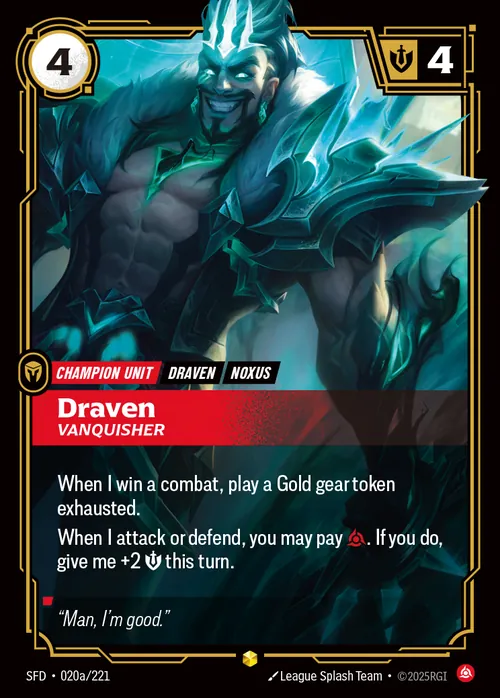 4
4
CHAMPION UNIT DRAVEN NOXUS
Draven
VANQUISHER
When I win a combat, play a Gold gear token
exhausted.
When I attack or defend, you may pay . If you do,
give me +2 this turn.
“Man, I’m good.”
SFD • 020a/221 League Splash Team • ©2025RGI